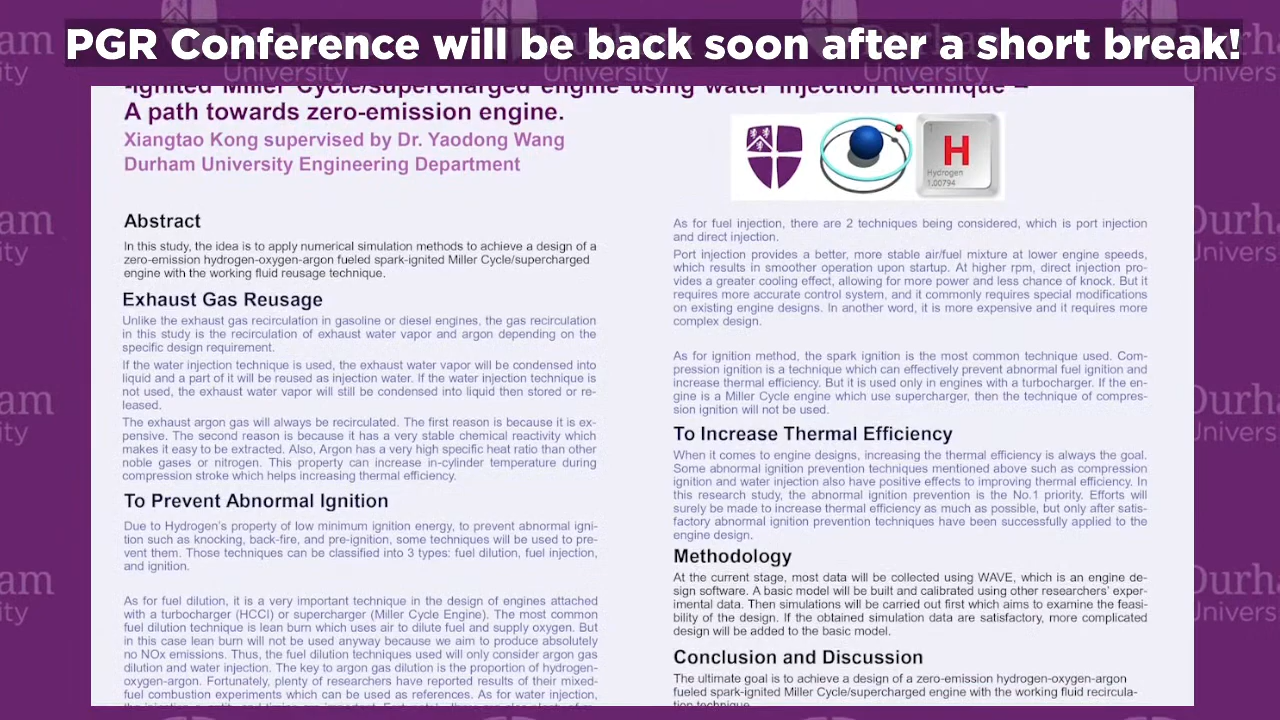 PGR Conference will be back soon after a short break!
-ignited Miller Cycle/supercharged engine using water injection technique –
A path towards zero-emission engine.
Xiangtao Kong supervised by Dr. Yaodong Wang
Durham University Engineering Department
1
H
Hydrogen
1.00794
Abstract
In this study, the idea is to apply numerical simulation methods to achieve a design of a
zero-emission hydrogen-oxygen-argon fueled spark-ignited Miller Cycle/supercharged
engine with the working fluid reusage technique.
Exhaust Gas Reusage
Unlike the exhaust gas recirculation in gasoline or diesel engines, the gas recirculation
in this study is the recirculation of exhaust water vapor and argon depending on the
specific design requirement.
If the water injection technique is used, the exhaust water vapor will be condensed into
liquid and a part of it will be reused as injection water. If the water injection technique is
not used, the exhaust water vapor will still be condensed into liquid then stored or re-
leased.
The exhaust argon gas will always be recirculated. The first reason is because it is ex-
pensive. The second reason is because it has a very stable chemical reactivity which
makes it easy to be extracted. Also, Argon has a very high specific heat ratio than other
noble gases or nitrogen. This property can increase in-cylinder temperature during
compression stroke which helps increasing thermal efficiency.
To Prevent Abnormal Ignition
Due to Hydrogen's property of low minimum ignition energy, to prevent abnormal igni-
tion such as knocking, back-fire, and pre-ignition, some techniques will be used to pre-
vent them. Those techniques can be classified into 3 types: fuel dilution, fuel injection,
and ignition.
As for fuel dilution, it is a very important technique in the design of engines attached
with a turbocharger (HCCI) or supercharger (Miller Cycle Engine). The most common
fuel dilution technique is lean burn which uses air to dilute fuel and supply oxygen. But
in this case lean burn will not be used anyway because we aim to produce absolutely
no NOx emissions. Thus, the fuel dilution techniques used will only consider argon gas
dilution and water injection. The key to argon gas dilution is the proportion of hydrogen-
oxygen-argon. Fortunately, plenty of researchers have reported results of their mixed-
fuel combustion experiments which can be used as references. As for water injection,
As for fuel injection, there are 2 techniques being considered, which is port injection
and direct injection.
Port injection provides a better, more stable air/fuel mixture at lower engine speeds,
which results in smoother operation upon startup. At higher rpm, direct injection pro-
vides a greater cooling effect, allowing for more power and less chance of knock. But it
requires more accurate control system, and it commonly requires special modifications
on existing engine designs. In another word, it is more expensive and it requires more
complex design.
As for ignition method, the spark ignition is the most common technique used. Com-
pression ignition is a technique which can effectively prevent abnormal fuel ignition and
increase thermal efficiency. But it is used only in engines with a turbocharger. If the en-
gine is a Miller Cycle engine which use supercharger, then the technique of compres-
sion ignition will not be used.
To Increase Thermal Efficiency
When it comes to engine designs, increasing the thermal efficiency is always the goal.
Some abnormal ignition prevention techniques mentioned above such as compression
ignition and water injection also have positive effects to improving thermal efficiency. In
this research study, the abnormal ignition prevention is the No.1 priority. Efforts will
surely be made to increase thermal efficiency as much as possible, but only after satis-
factory abnormal ignition prevention techniques have been successfully applied to the
engine design.
Methodology
At the current stage, most data will be collected using WAVE, which is an engine de-
sign software. A basic model will be built and calibrated using other researchers' exper-
imental data. Then simulations will be carried out first which aims to examine the feasi-
bility of the design. If the obtained simulation data are satisfactory, more complicated
design will be added to the basic model.
Conclusion and Discussion
The ultimate goal is to achieve a design of a zero-emission hydrogen-oxygen-argon
fueled spark-ignited Miller Cycle/supercharged engine with the working fluid recircula-
tion technique.